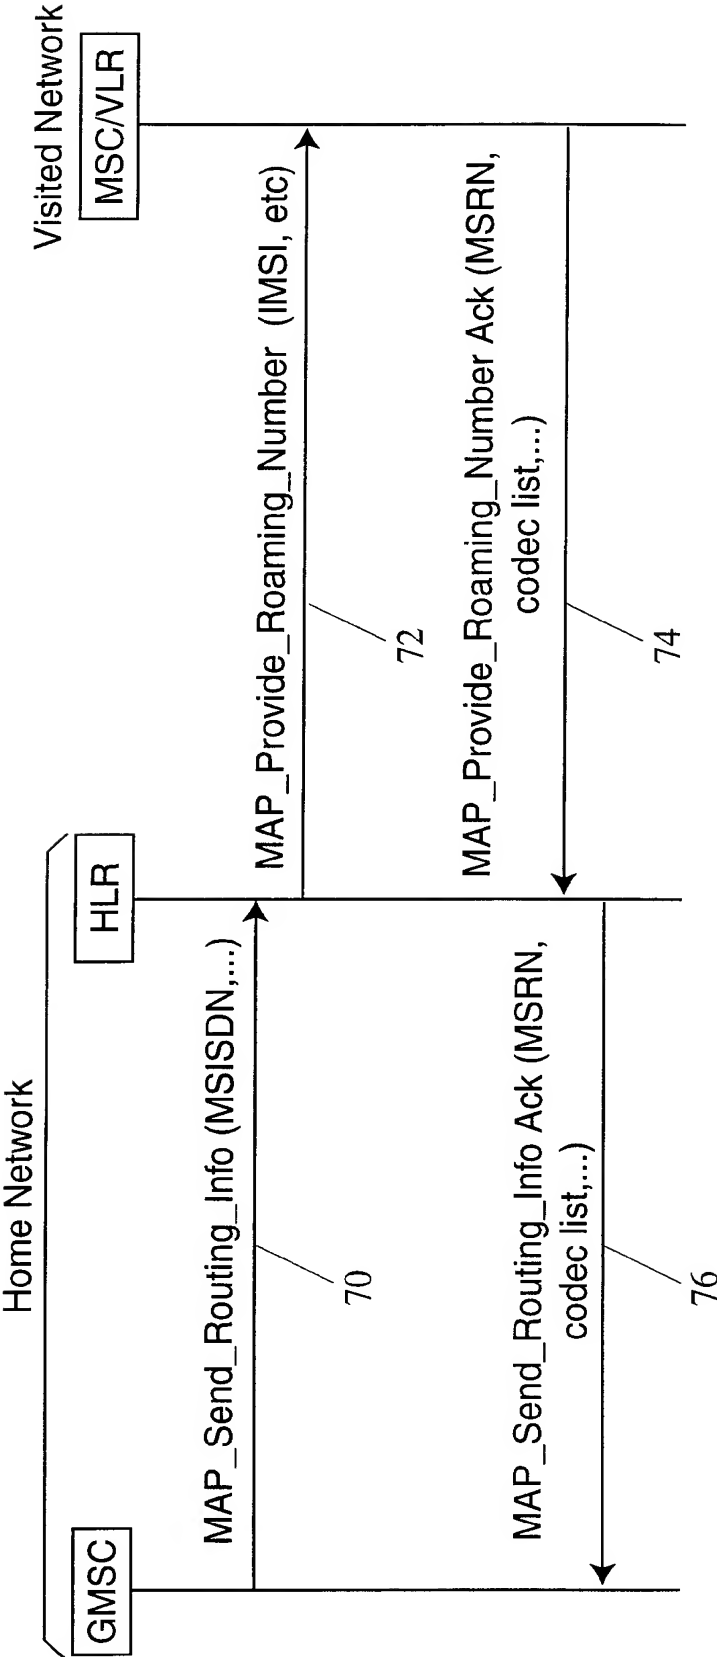 Home Network
Visited Network
GMSC
HLR
MSC/VLR
MAP_Send_Routing_Info (MSISDN,...)
70
MAP_Provide_Roaming_Number (IMSI, etc)
72
MAP_Provide_Roaming_Number Ack (MSRN,
codec list,...)
74
MAP_Send_Routing_Info Ack (MSRN,
codec list,...)
76